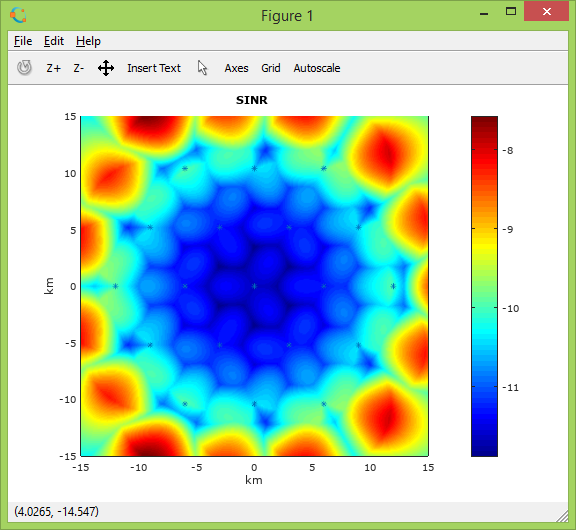 Figure 1
File Edit Help
Z+ Z- Insert Text Axes Grid Autoscale
SINR
15
10
5
0
-5
-10
-15
km
-15 -10 -5 0 5 10 15
km
-8
-9
-10
-11
(4.0265, -14.547)